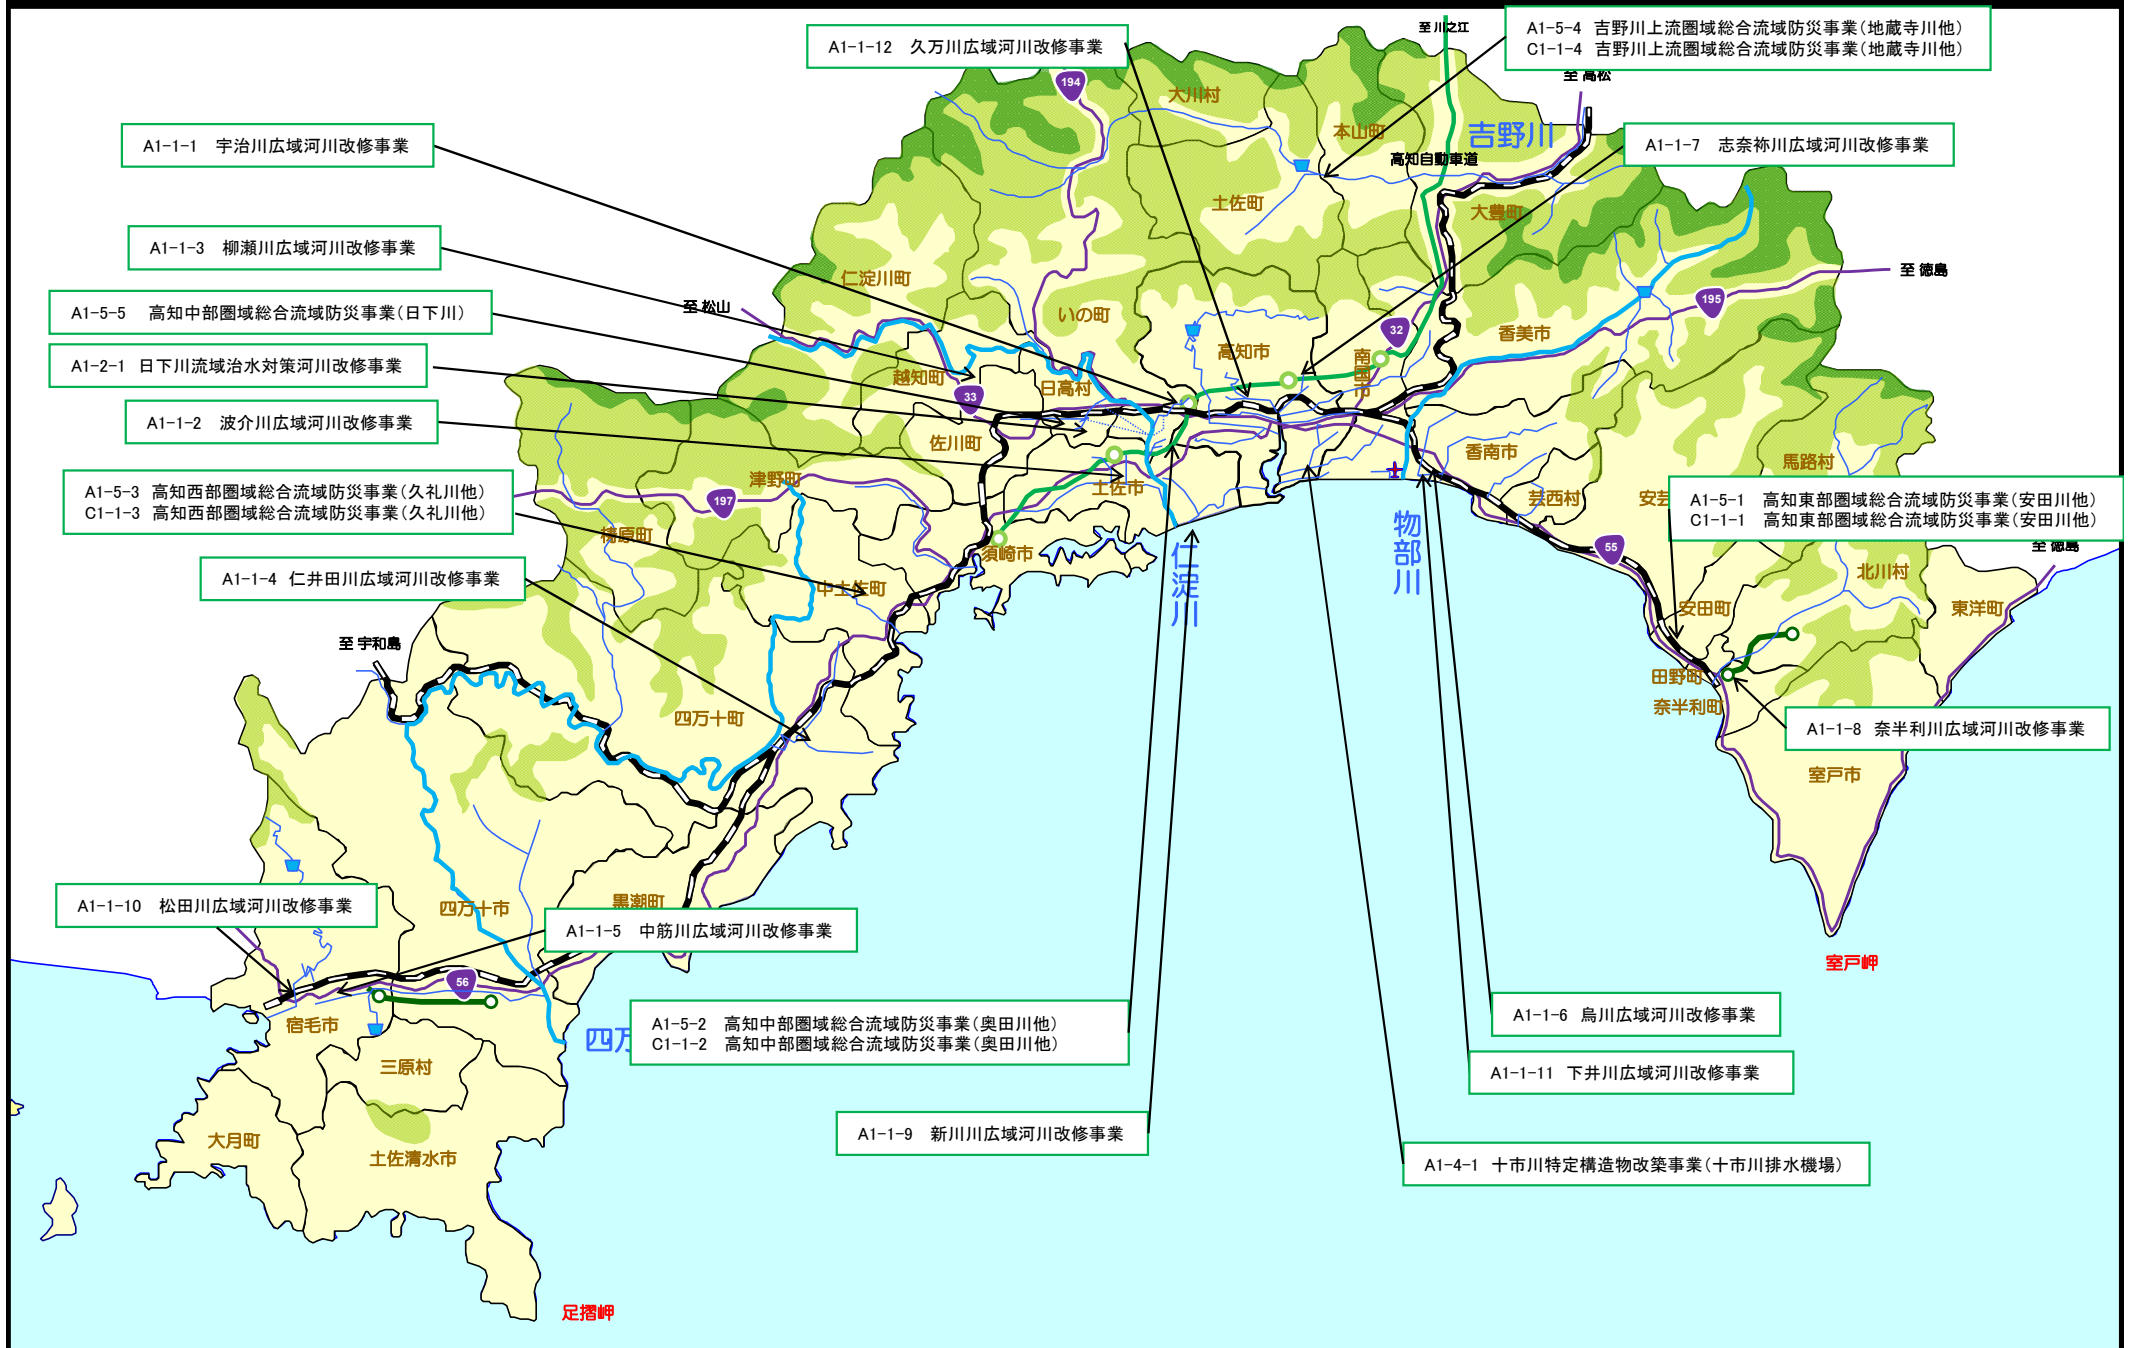 至 川之江
A1-5-4 吉野川上流圏域総合流域防災事業(地蔵寺川他)
C1-1-4 吉野川上流圏域総合流域防災事業(地蔵寺川他)
A1-1-12 久万川広域河川改修事業
至 高松
194
大川村
本山町
吉野川
A1-1-1 宇治川広域河川改修事業
A1-1-7 志奈祢川広域河川改修事業
高知自動車道
土佐町
大豊町
A1-1-3 柳瀬川広域河川改修事業
仁淀川町
至 徳島
至 松山
いの町
195
A1-5-5 高知中部圏域総合流域防災事業(日下川)
32
香美市
高知市
南国市
A1-2-1 日下川流域治水対策河川改修事業
越知町
日高村
33
A1-1-2 波介川広域河川改修事業
佐川町
香南市
馬路村
津野町
土佐市
A1-5-3 高知西部圏域総合流域防災事業(久礼川他)
C1-1-3 高知西部圏域総合流域防災事業(久礼川他)
197
芸西村
安芸
A1-5-1 高知東部圏域総合流域防災事業(安田川他)
C1-1-1 高知東部圏域総合流域防災事業(安田川他)
梼原町
須崎市
仁淀川
物部川
55
至 徳島
A1-1-4 仁井田川広域河川改修事業
中土佐町
北川村
安田町
東洋町
至 宇和島
田野町
奈半利町
四万十町
A1-1-8 奈半利川広域河川改修事業
室戸市
A1-1-10 松田川広域河川改修事業
四万十市
黒潮町
A1-1-5 中筋川広域河川改修事業
室戸岬
56
宿毛市
四万
A1-5-2 高知中部圏域総合流域防災事業(奥田川他)
C1-1-2 高知中部圏域総合流域防災事業(奥田川他)
A1-1-6 烏川広域河川改修事業
三原村
A1-1-11 下井川広域河川改修事業
大月町
A1-1-9 新川川広域河川改修事業
土佐清水市
A1-4-1 十市川特定構造物改築事業(十市川排水機場)
足摺岬